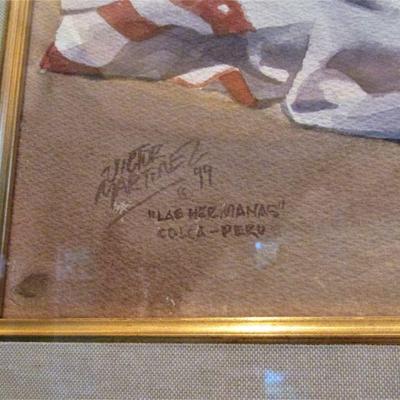 VICTOR
MARTINEZ '99
"LAS HERMANAS"
COLCA-PERU